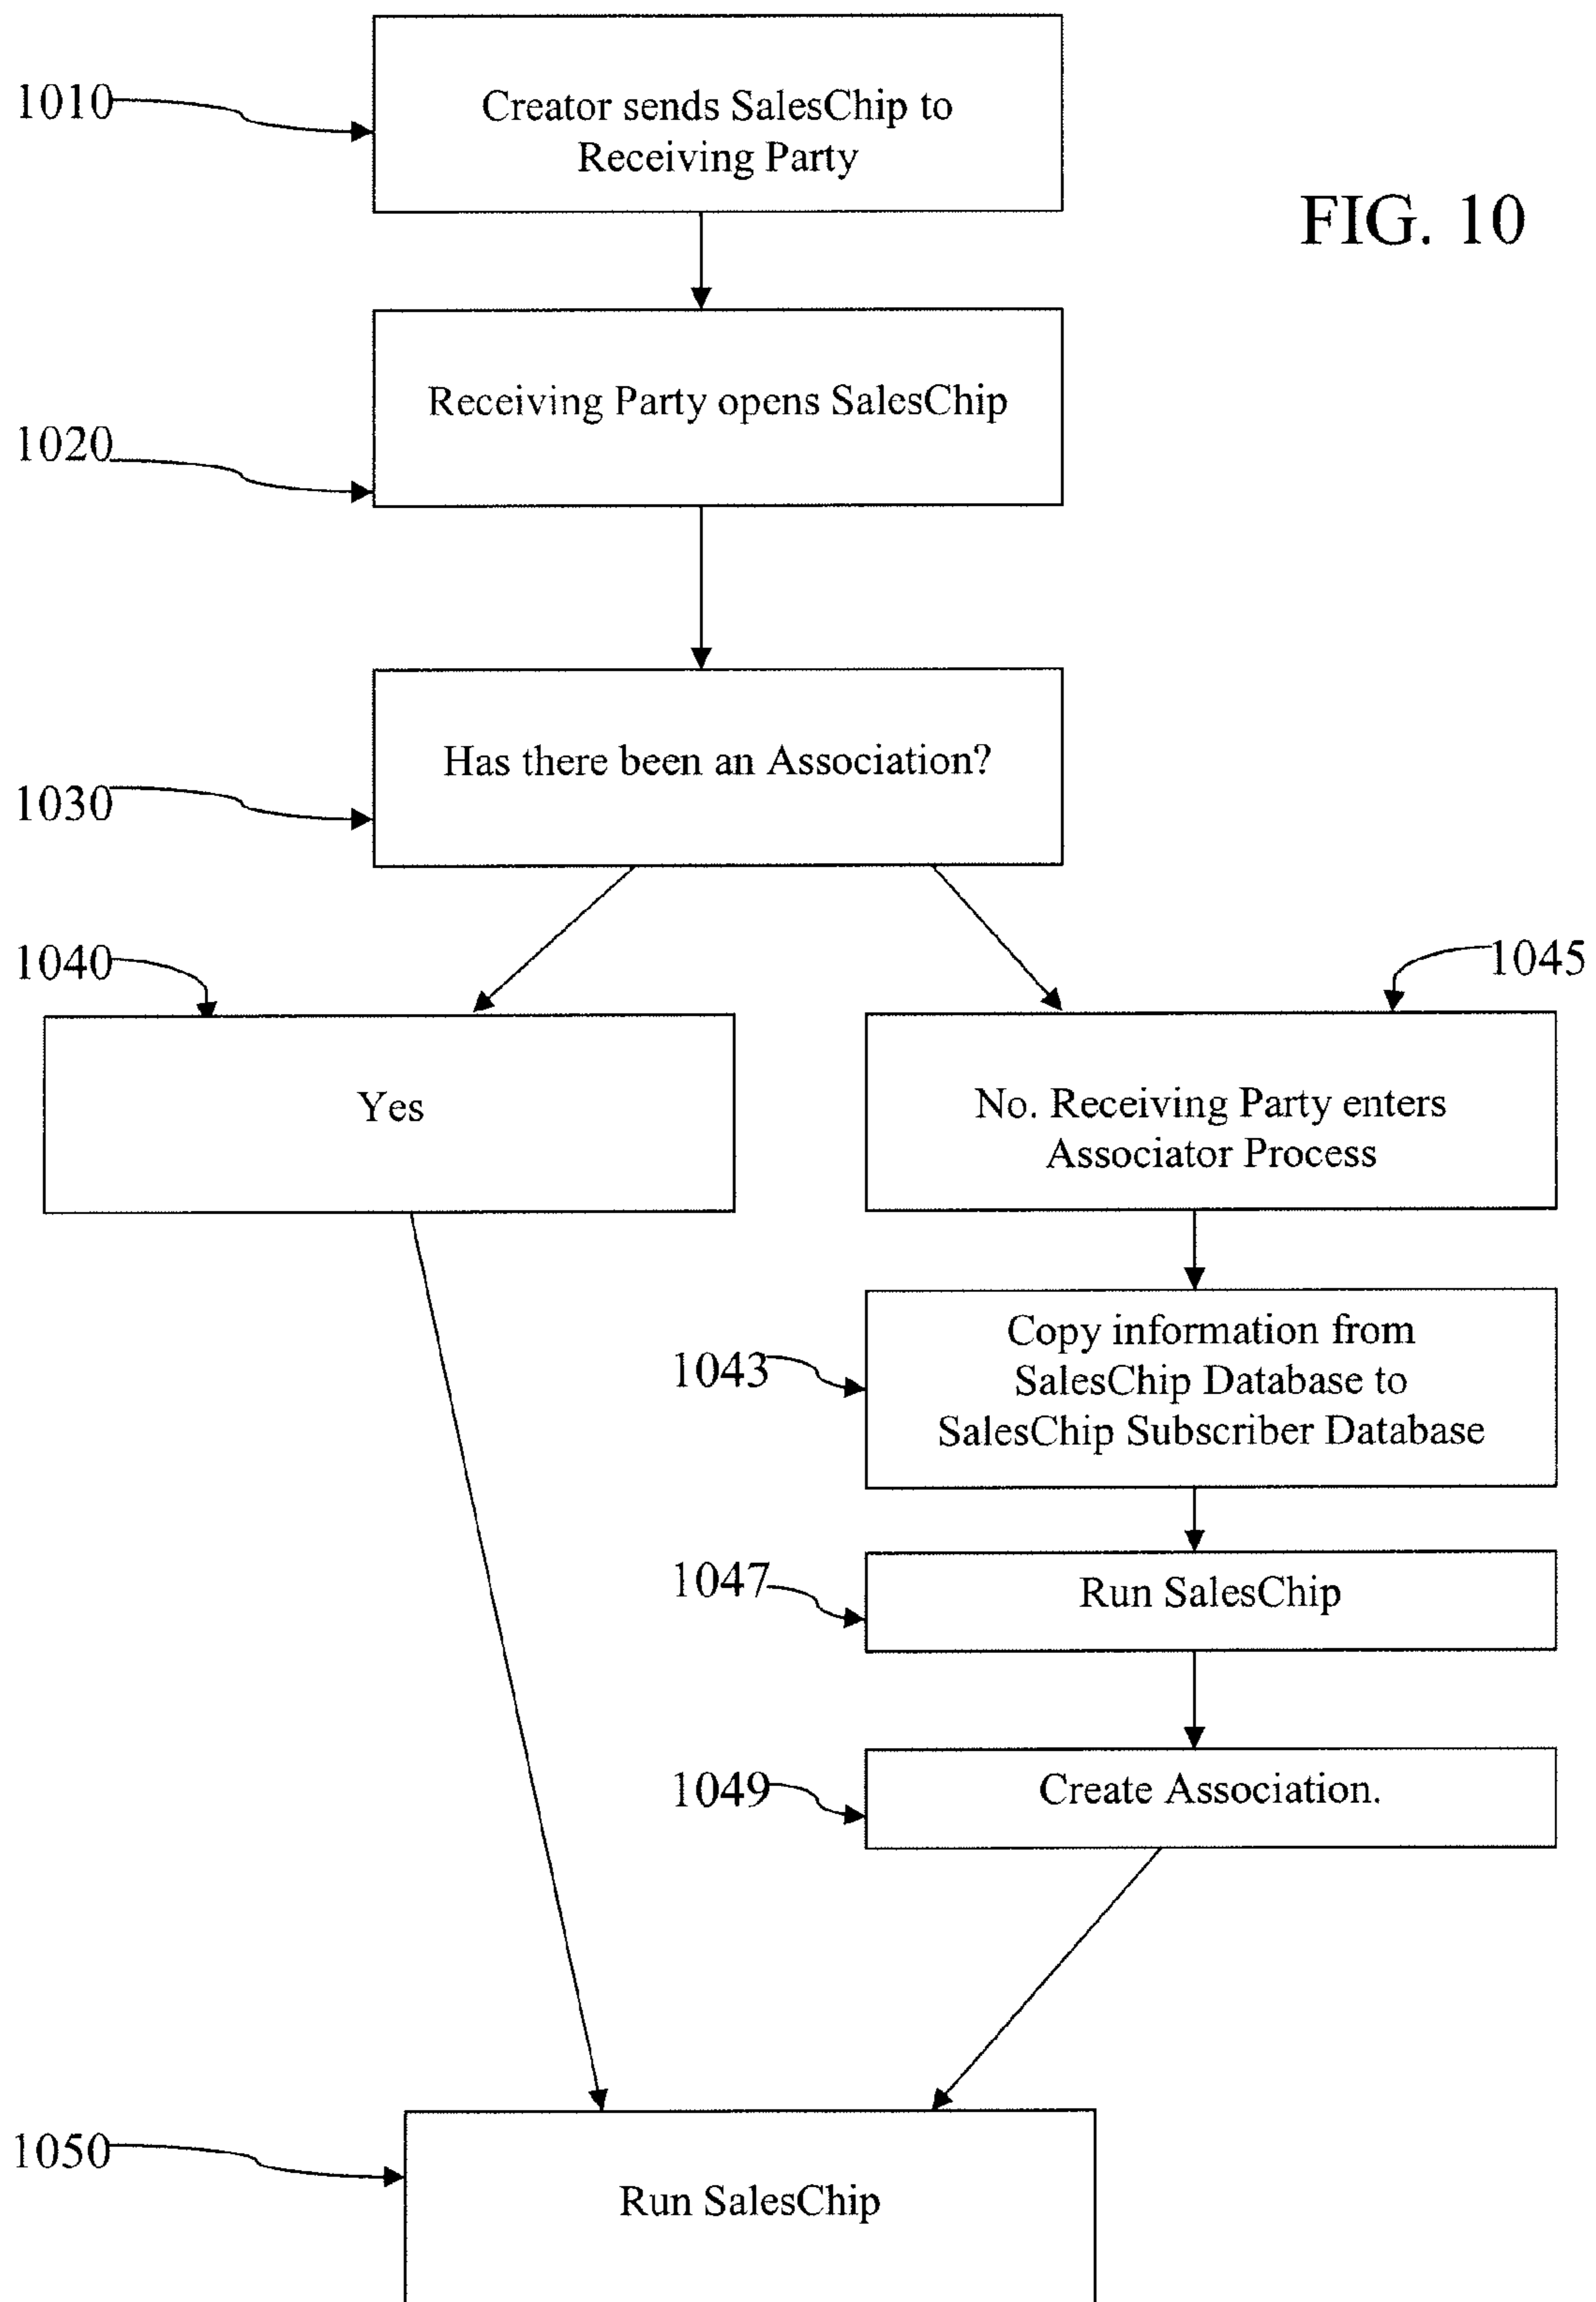 1010
Creator sends SalesChip to
Receiving Party
FIG. 10
Receiving Party opens SalesChip
1020
Has there been an Association?
1030
1040
1045
Yes
No. Receiving Party enters
Associator Process
Copy information from
1043
SalesChip Database to
SalesChip Subscriber Database
1047
Run SalesChip
1049
Create Association.
1050
Run SalesChip